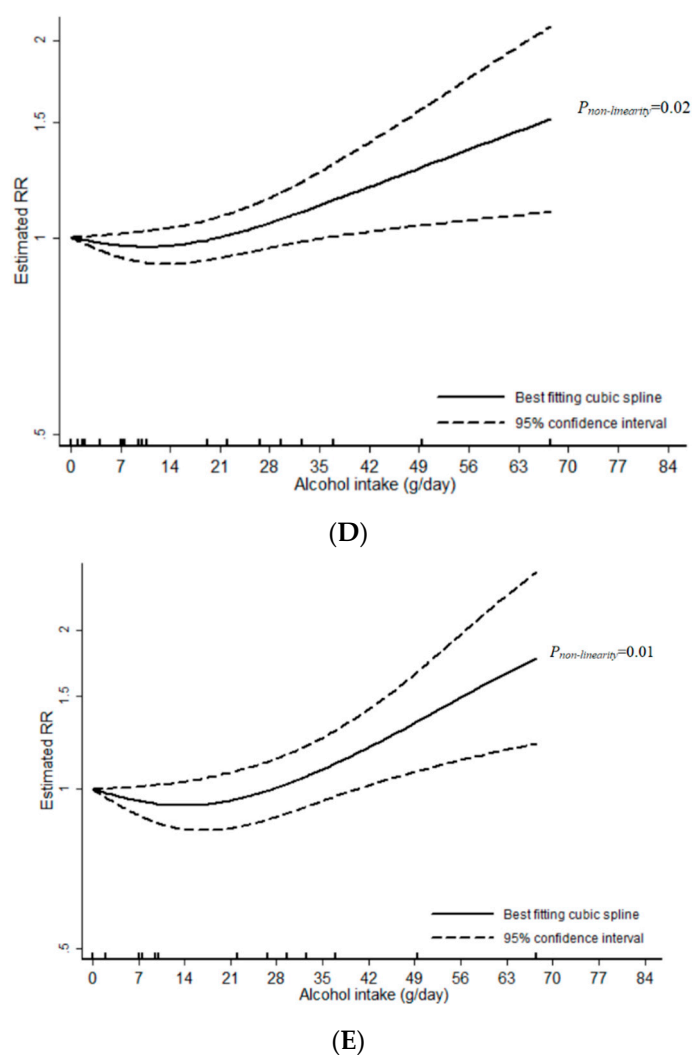 2
P non-linearity=0.02
1.5
Estimated RR
1
Best fitting cubic spline
95% confidence interval
.5
0 7 14 21 28 35 42 49 56 63 70 77 84
Alcohol intake (g/day)
(D)
2
P non-linearity=0.01
1.5
Estimated RR
1
Best fitting cubic spline
95% confidence interval
.5
0 7 14 21 28 35 42 49 56 63 70 77 84
Alcohol intake (g/day)
(E)